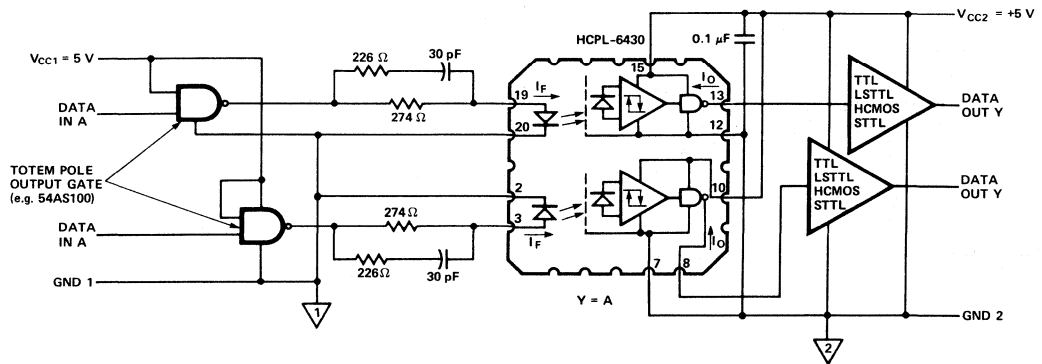 V_CC2 = +5 V
HCPL-6430
0.1 μF
V_CC1 = 5 V
226 Ω
30 pF
274 Ω
15
I_F
I_O
19
13
20
12
DATA
IN A
TTL
LSTTL
HCMOS
STTL
DATA
OUT Y
TOTEM POLE
OUTPUT GATE
(e.g. 54AS100)
2
10
3
TTL
LSTTL
HCMOS
STTL
DATA
OUT Y
DATA
IN A
274 Ω
I_F
I_O
226 Ω
30 pF
7
8
GND 1
1
Y = A
GND 2
2